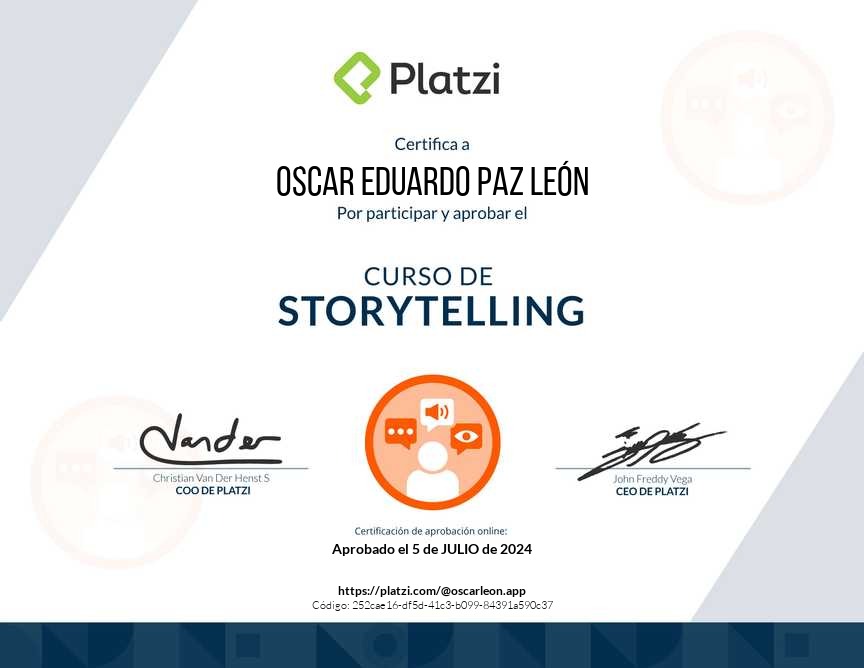 Platzi
Certifica a
OSCAR EDUARDO PAZ LEÓN
Por participar y aprobar el
CURSO DE
STORYTELLING
Vander
Christian Van Der Henst S
COO DE PLATZI
John Freddy Vega
CEO DE PLATZI
Certificación de aprobación online:
Aprobado el 5 de JULIO de 2024
https://platzi.com/@oscarleon.app
Código: 252cae16-df5d-41c3-b099-84391a590c37